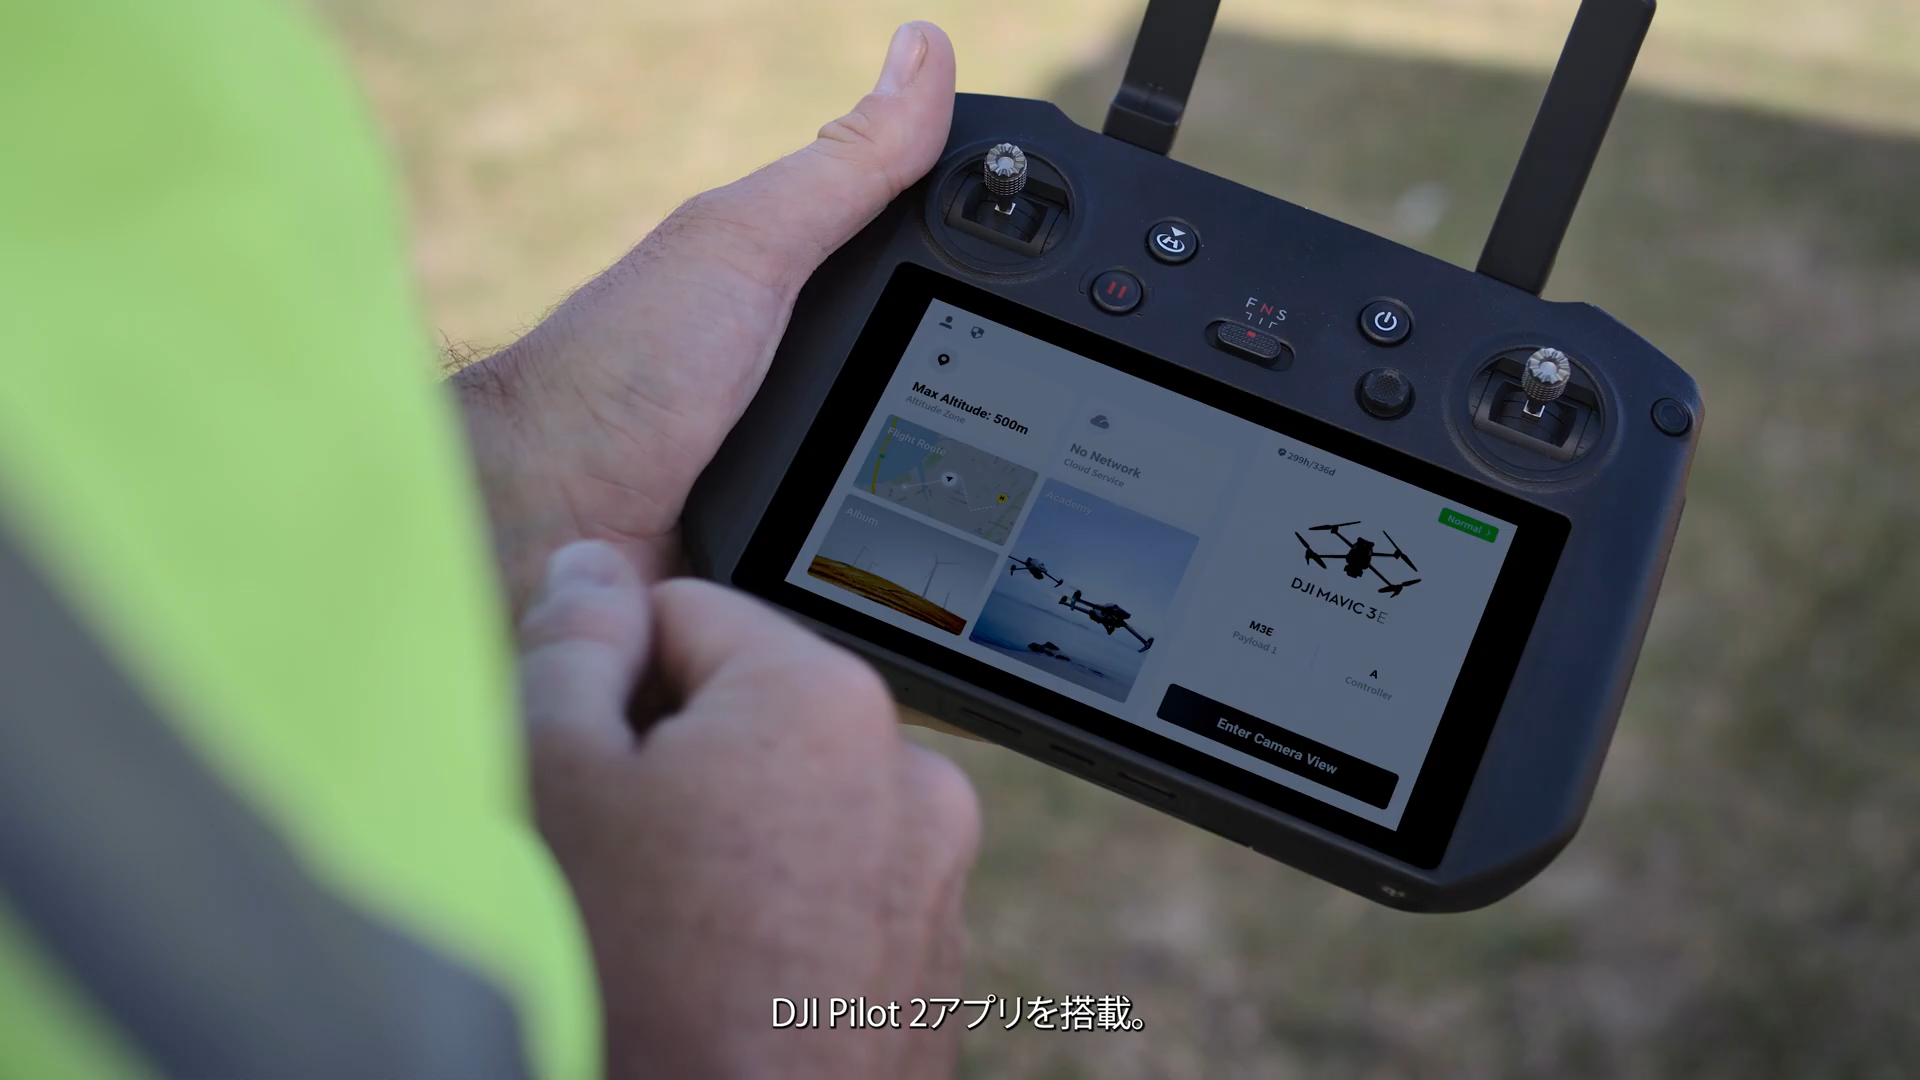 F N S
Max Altitude: 500m
Altitude Zone
Flight Route
Album
No Network
Cloud Service
Academy
299h/336d
Normal
DJI MAVIC 3E
M3E
Payload 1
A
Controller
Enter Camera View
DJI Pilot 2アプリを搭載。